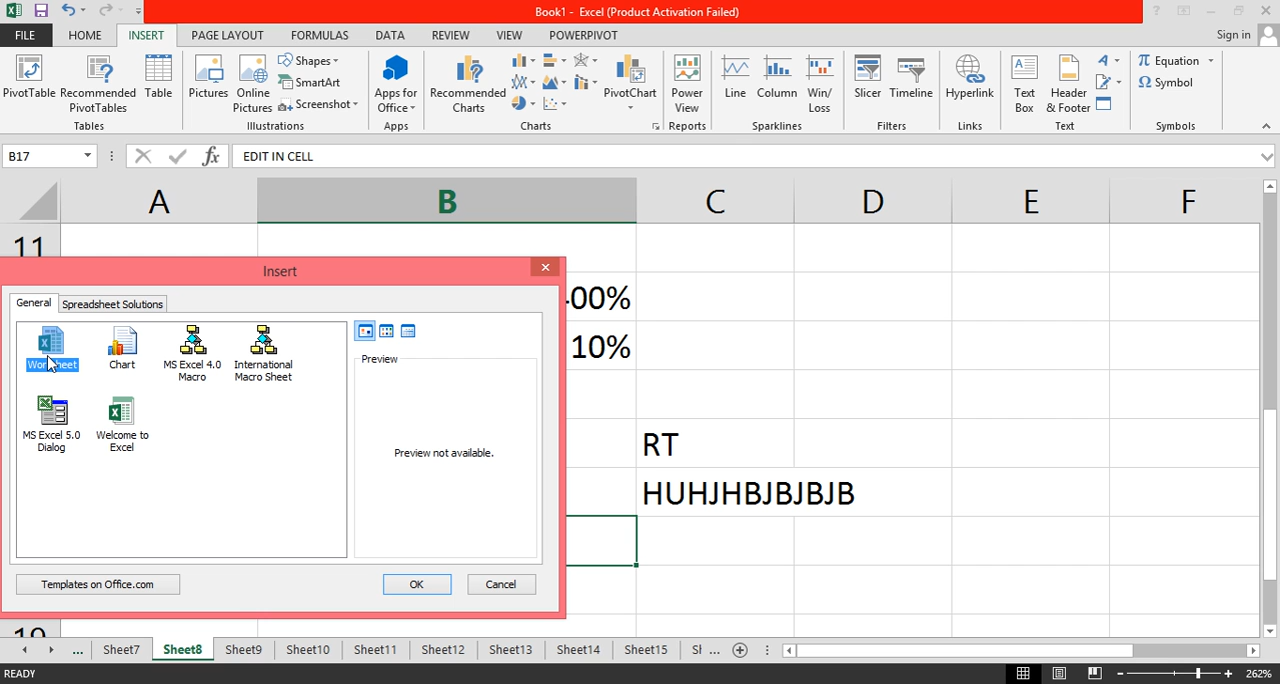 Book1 - Excel (Product Activation Failed)
FILE HOME INSERT PAGE LAYOUT FORMULAS DATA REVIEW VIEW POWERPIVOT Sign in
PivotTable Recommended PivotTables Table
Tables
Pictures Online Pictures Shapes SmartArt Screenshot
Illustrations
Apps for Office
Apps
Recommended Charts PivotChart
Charts
Power View
Reports
Line Column Win/ Loss
Sparklines
Slicer Timeline
Filters
Hyperlink
Links
Text Box Header & Footer
Text
π Equation
Ω Symbol
Symbols
B17 fx EDIT IN CELL
A B C D E F
11
Insert
General Spreadsheet Solutions
00%
10%
Worksheet Chart MS Excel 4.0 Macro International Macro Sheet
MS Excel 5.0 Dialog Welcome to Excel
Preview
Preview not available.
RT
HUHJHBJBJBJB
Templates on Office.com OK Cancel
19
... Sheet7 Sheet8 Sheet9 Sheet10 Sheet11 Sheet12 Sheet13 Sheet14 Sheet15 Sl ...
READY 262%